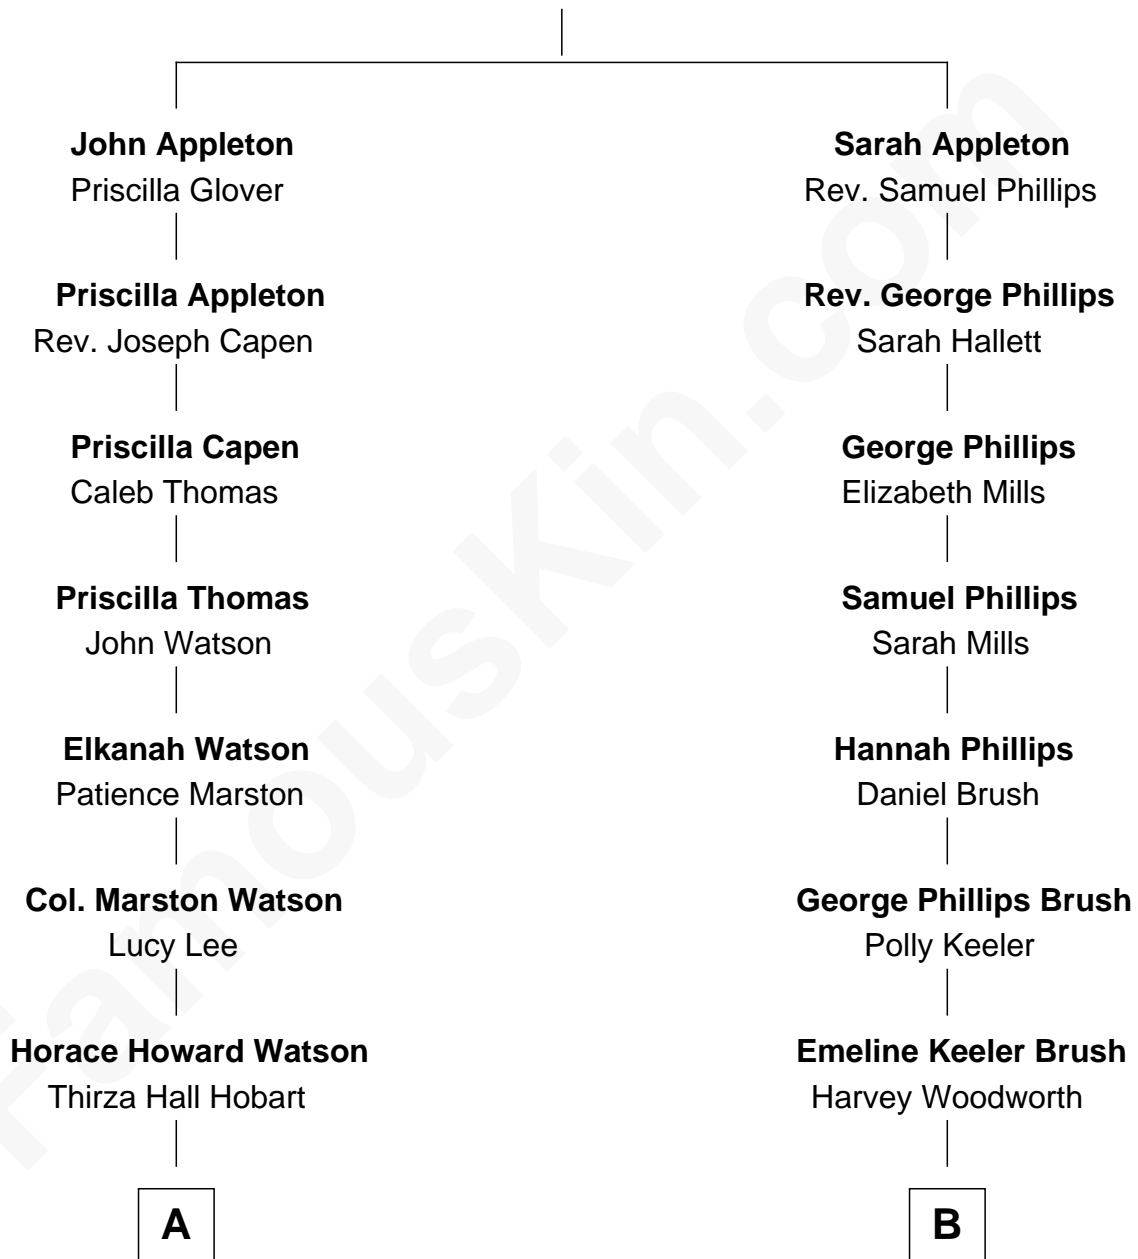 John Appleton
Priscilla Glover
Priscilla Appleton
Rev. Joseph Capen
Priscilla Capen
Caleb Thomas
Priscilla Thomas
John Watson
Elkanah Watson
Patience Marston
Col. Marston Watson
Lucy Lee
Horace Howard Watson
Thirza Hall Hobart
A
Sarah Appleton
Rev. Samuel Phillips
Rev. George Phillips
Sarah Hallett
George Phillips
Elizabeth Mills
Samuel Phillips
Sarah Mills
Hannah Phillips
Daniel Brush
George Phillips Brush
Polly Keeler
Emeline Keeler Brush
Harvey Woodworth
B
FamousKin.com